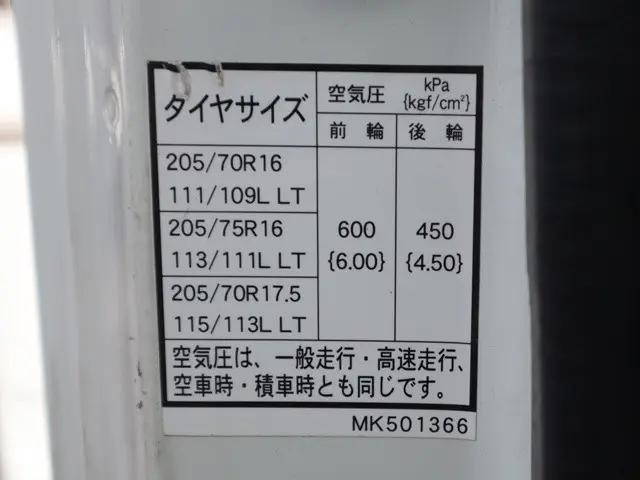 タイヤサイズ
空気圧 kPa
{kgf/cm²}
前輪 後輪
205/70R16
111/109L LT
205/75R16
113/111L LT
205/70R17.5
115/113L LT
600 450
{6.00} {4.50}
空気圧は、一般走行・高速走行、
空車時・積車時とも同じです。
MK501366